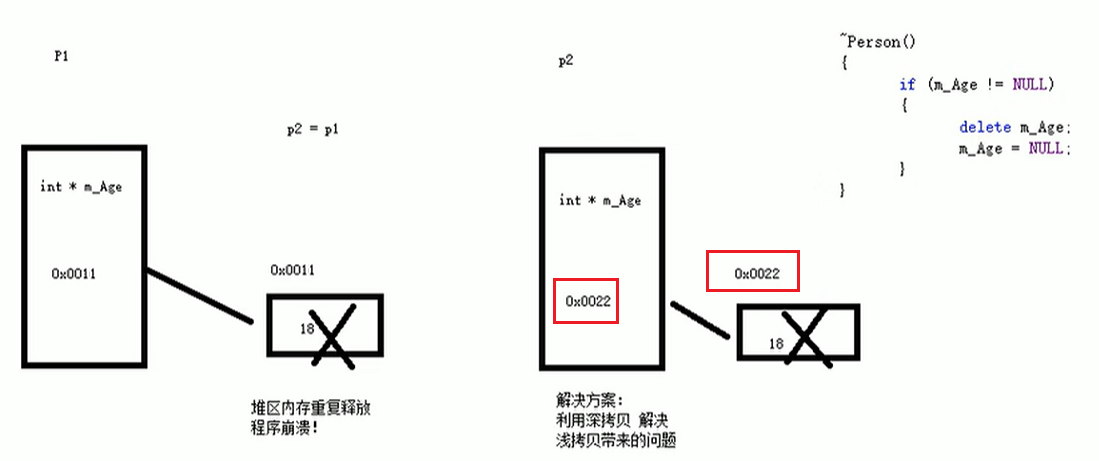 P1
p2 = p1
int * m_Age
0x0011
0x0011
18
堆区内存重复释放
程序崩溃!
p2
int * m_Age
0x0022
0x0022
18
解决方案:
利用深拷贝 解决
浅拷贝带来的问题
~Person()
{
if (m_Age != NULL)
{
delete m_Age;
m_Age = NULL;
}
}